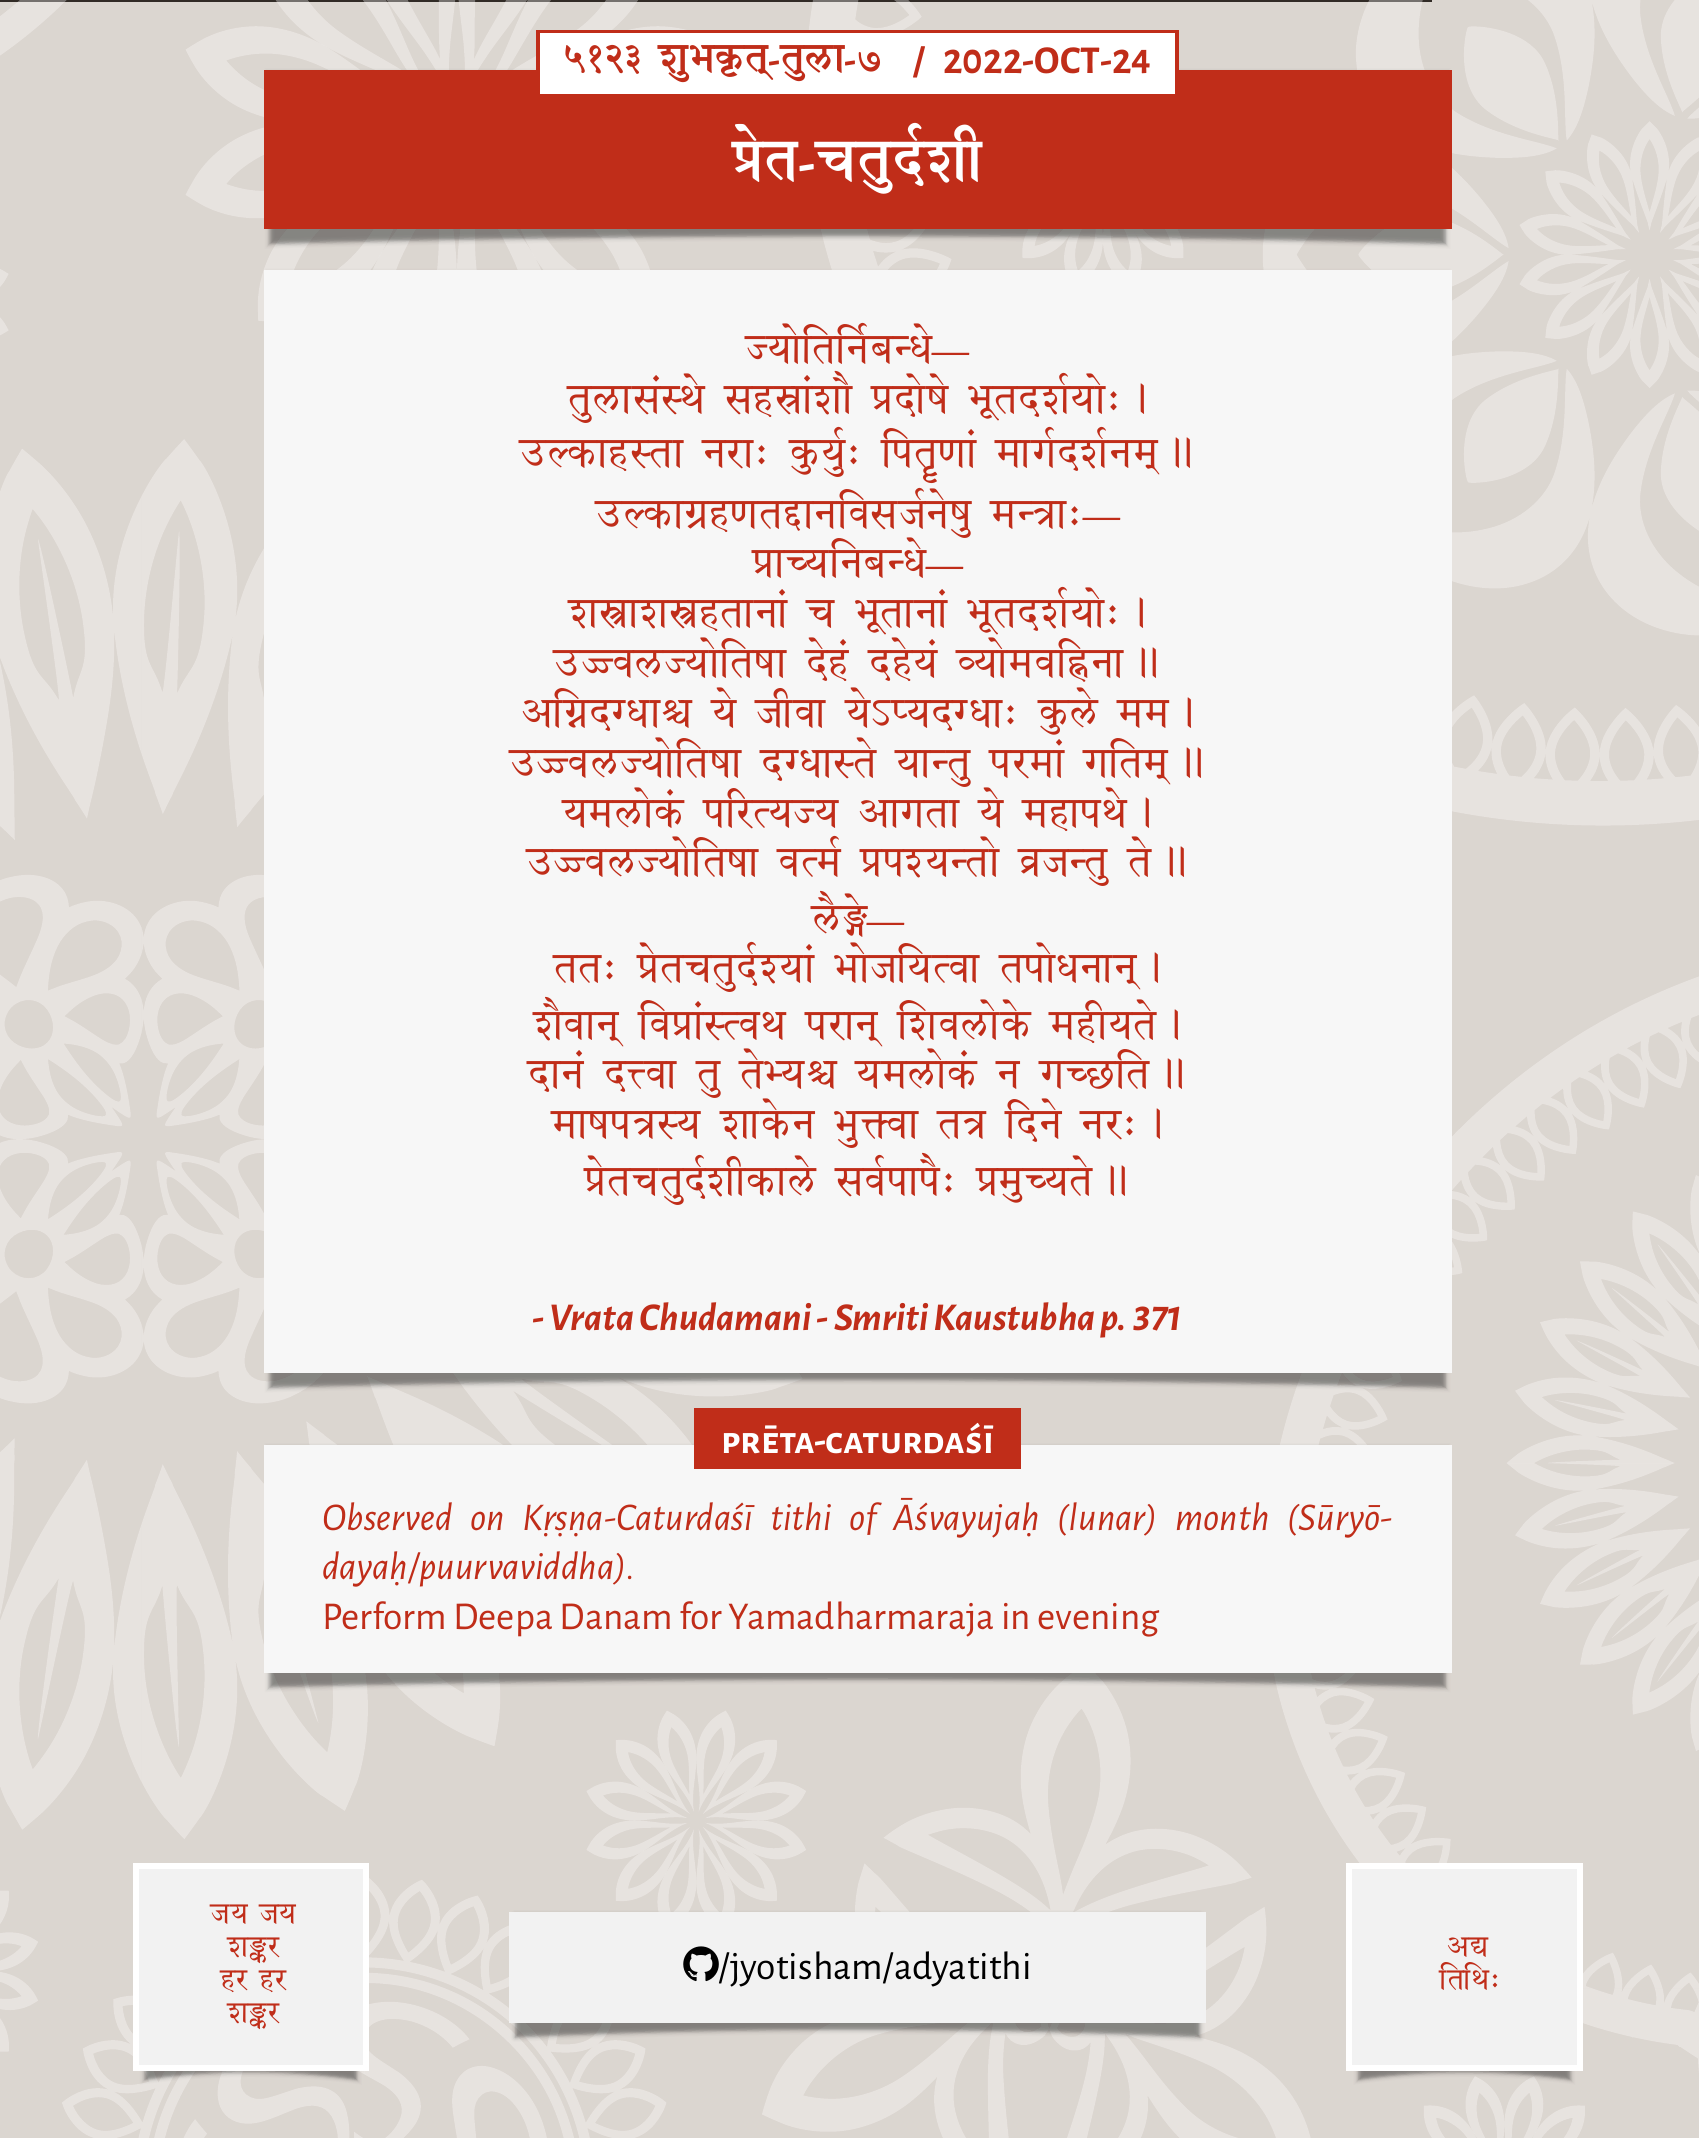 ५१२३ शुभकृत्-तुला-७ / 2022-OCT-24
प्रेत-चतुर्दशी
ज्योतिर्निबन्धे—
तुलासंस्थे सहस्रांशौ प्रदोषे भूतदर्शयोः ।
उल्काहस्ता नराः कुर्युः पितॄणां मार्गदर्शनम् ॥
उल्काग्रहणतद्दानविसर्जनेषु मन्त्राः—
प्राच्यनिबन्धे—
शस्त्राशस्त्रहतानां च भूतानां भूतदर्शयोः ।
उज्ज्वलज्योतिषा देहं दहेयं व्योमवह्निना ॥
अग्निदग्धाश्च ये जीवा येऽप्यदग्धाः कुले मम ।
उज्ज्वलज्योतिषा दग्धास्ते यान्तु परमां गतिम् ॥
यमलोकं परित्यज्य आगता ये महापथे ।
उज्ज्वलज्योतिषा वर्त्म प्रपश्यन्तो व्रजन्तु ते ॥
लैङ्गे—
ततः प्रेतचतुर्दश्यां भोजयित्वा तपोधनान् ।
शैवान् विप्रांस्त्वथ परान् शिवलोके महीयते ।
दानं दत्त्वा तु तेभ्यश्च यमलोकं न गच्छति ॥
माषपत्रस्य शाकेन भुक्त्वा तत्र दिने नरः ।
प्रेतचतुर्दशीकाले सर्वपापैः प्रमुच्यते ॥
- Vrata Chudamani - Smriti Kaustubha p. 371
PRĒTA-CATURDAŚĪ
Observed on Kṛṣṇa-Caturdaśī tithi of Āśvayujaḥ (lunar) month (Sūryō-
dayaḥ/puurvaviddha).
Perform Deepa Danam for Yamadharmaraja in evening
जय जय
शङ्कर
हर हर
शङ्कर
/jyotisham/adyatithi
अद्य
तिथिः